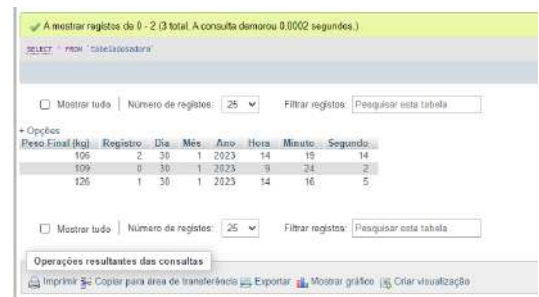 A mostrar registos de 0 - 2 (3 total, A consulta demorou 0,0002 segundos.)
SELECT * FROM `tabeladosadora`
Mostrar tudo | Número de registos: 25 Filtrar registos: Pesquisar esta tabela
+ Opções
Peso Final (kg) Registro Dia Mês Ano Hora Minuto Segundo
106 2 30 1 2023 14 19 14
109 0 30 1 2023 9 24 2
126 1 30 1 2023 14 16 5
Mostrar tudo | Número de registos: 25 Filtrar registos: Pesquisar esta tabela
Operações resultantes das consultas
Imprimir Copiar para área de transferência Exportar Mostrar gráfico Criar visualização